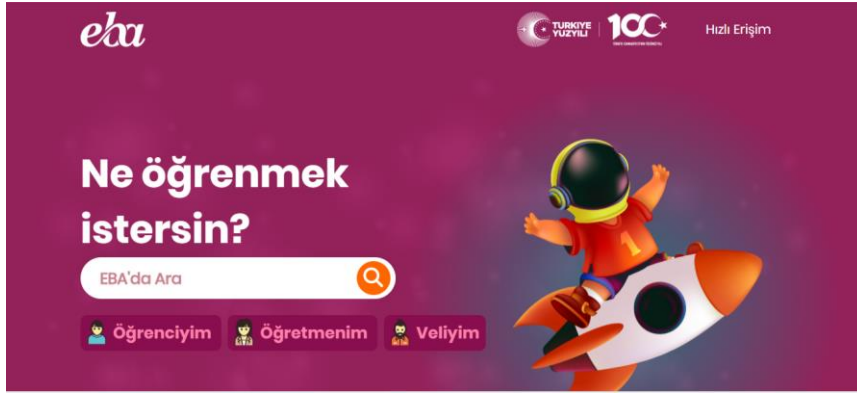 eba
TÜRKİYE
YÜZYILI
100
Hızlı Erişim
Ne öğrenmek
istersin?
EBA'da Ara
Öğrenciyim Öğretmenim Veliyim
1